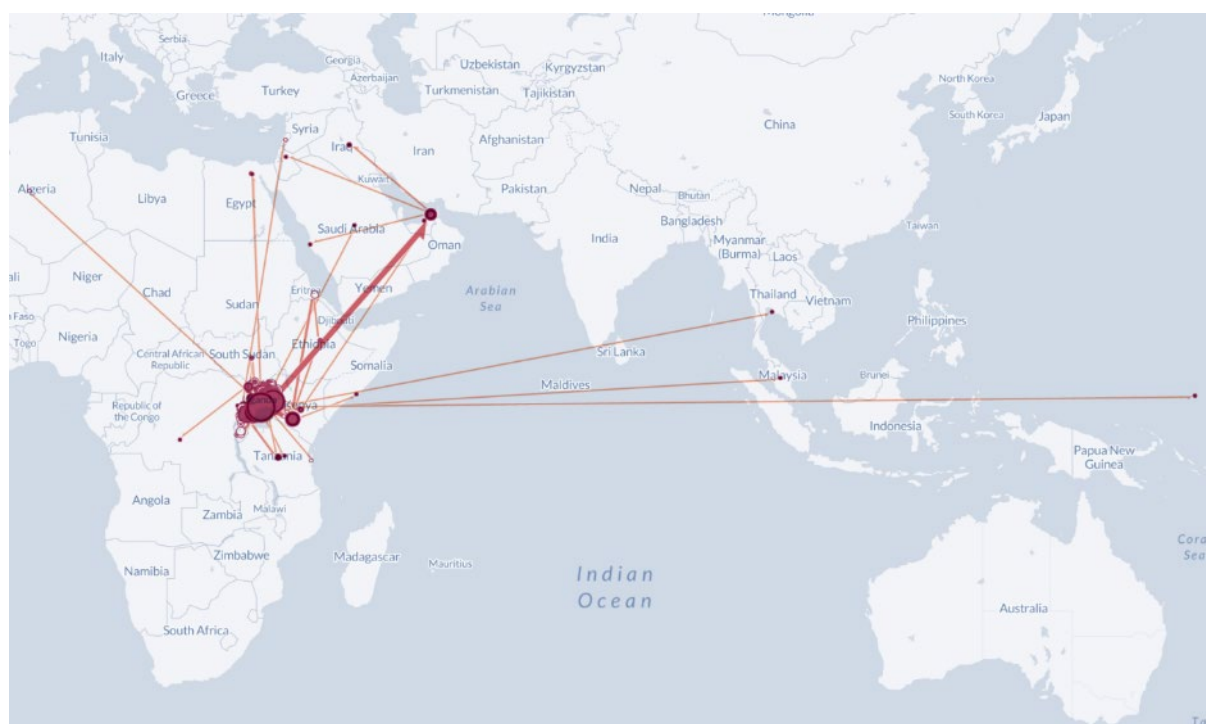 Mongolia
Italy
Serbia
Georgia
Azerbaijan
Uzbekistan
Kyrgyzstan
Greece
Turkey
Turkmenistan
Tajikistan
North Korea
South Korea
Japan
China
Tunisia
Syria
Iraq
Iran
Afghanistan
Algeria
Libya
Egypt
Kuwait
Pakistan
Nepal
Bhutan
Bangladesh
Taiwan
Saudi Arabia
Oman
India
Myanmar
(Burma)
Laos
Niger
Chad
Sudan
Eritrea
Yemen
Arabian
Sea
Thailand
Vietnam
Philippines
Faso
Togo
Nigeria
Djibouti
Ethiopia
Central African
Republic
South Sudan
Somalia
Sri Lanka
Maldives
Malaysia
Brunei
Republic of
the Congo
Kenya
Indonesia
Papua New
Guinea
Tanzania
Angola
Zambia
Malawi
Zimbabwe
Madagascar
Mauritius
Namibia
Indian
Ocean
Sea
Australia
South Africa